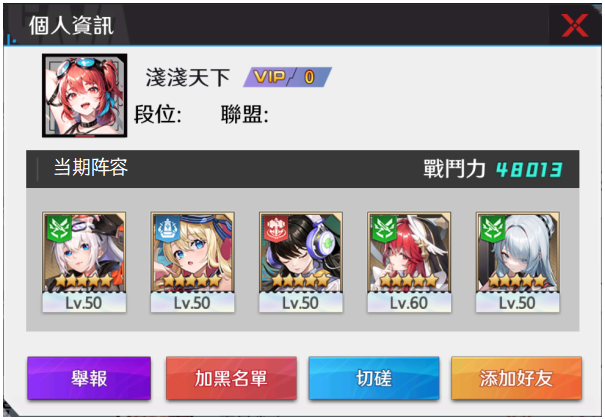 個人資訊
淺淺天下 VIP/ 0
段位: 聯盟:
当期阵容 戰鬥力 48013
Lv.50 Lv.50 Lv.50 Lv.60 Lv.50
舉報 加黑名單 切磋 添加好友